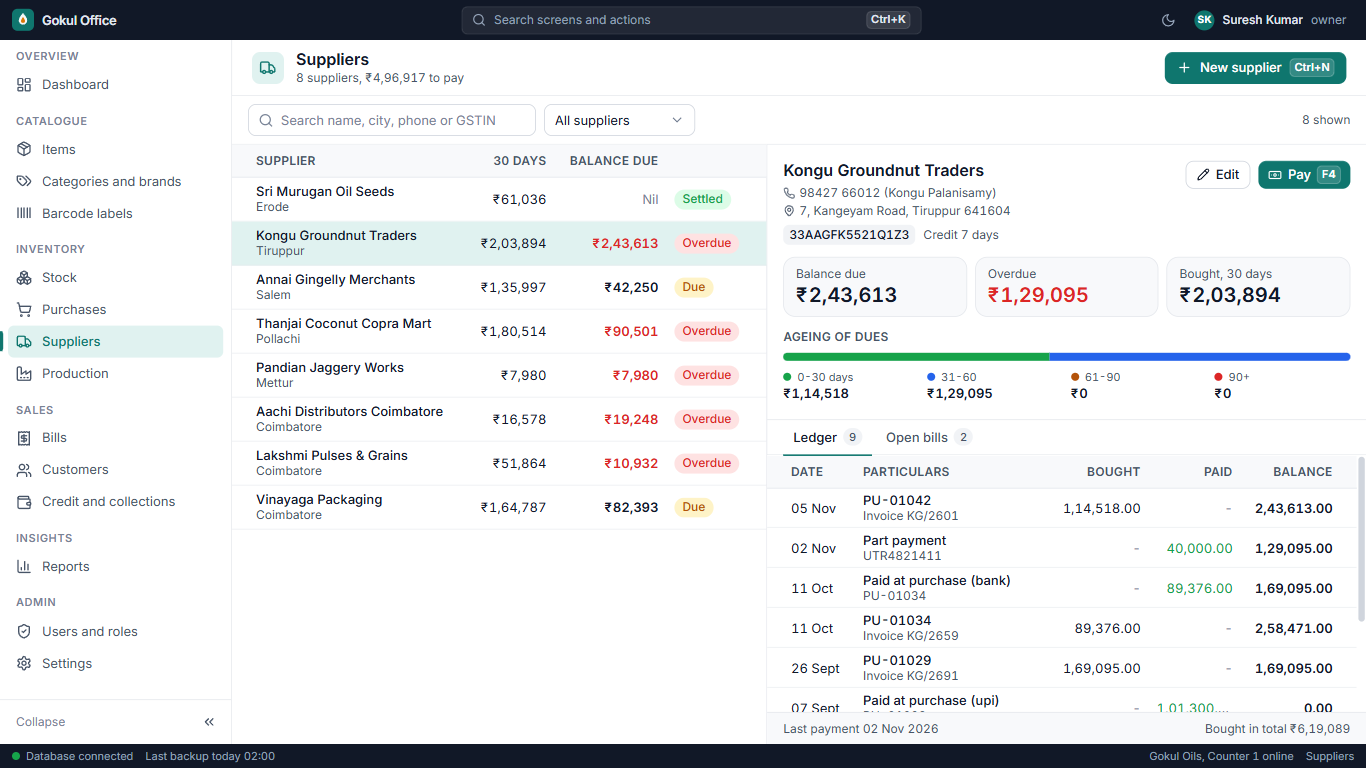 Gokul Office
Search screens and actions
Ctrl+K
SK
Suresh Kumar owner
OVERVIEW
Dashboard
CATALOGUE
Items
Categories and brands
Barcode labels
INVENTORY
Stock
Purchases
Suppliers
Production
SALES
Bills
Customers
Credit and collections
INSIGHTS
Reports
ADMIN
Users and roles
Settings
Collapse
Suppliers
8 suppliers, ₹4,96,917 to pay
New supplier Ctrl+N
Search name, city, phone or GSTIN
All suppliers
8 shown
SUPPLIER 30 DAYS BALANCE DUE
Sri Murugan Oil Seeds
Erode
₹61,036 Nil Settled
Kongu Groundnut Traders
Tiruppur
₹2,03,894 ₹2,43,613 Overdue
Annai Gingelly Merchants
Salem
₹1,35,997 ₹42,250 Due
Thanjai Coconut Copra Mart
Pollachi
₹1,80,514 ₹90,501 Overdue
Pandian Jaggery Works
Mettur
₹7,980 ₹7,980 Overdue
Aachi Distributors Coimbatore
Coimbatore
₹16,578 ₹19,248 Overdue
Lakshmi Pulses & Grains
Coimbatore
₹51,864 ₹10,932 Overdue
Vinayaga Packaging
Coimbatore
₹1,64,787 ₹82,393 Due
Kongu Groundnut Traders
Edit
Pay F4
98427 66012 (Kongu Palanisamy)
7, Kangeyam Road, Tiruppur 641604
33AAGFK5521Q1Z3 Credit 7 days
Balance due
₹2,43,613
Overdue
₹1,29,095
Bought, 30 days
₹2,03,894
AGEING OF DUES
0-30 days
₹1,14,518
31-60
₹1,29,095
61-90
₹0
90+
₹0
Ledger 9
Open bills 2
DATE PARTICULARS BOUGHT PAID BALANCE
05 Nov PU-01042 1,14,518.00 - 2,43,613.00
Invoice KG/2601
02 Nov Part payment - 40,000.00 1,29,095.00
UTR4821411
11 Oct Paid at purchase (bank) - 89,376.00 1,69,095.00
PU-01034
11 Oct PU-01034 89,376.00 - 2,58,471.00
Invoice KG/2659
26 Sept PU-01029 1,69,095.00 - 1,69,095.00
Invoice KG/2691
07 Sept Paid at purchase (upi) - 1,01,300.... 0.00
Last payment 02 Nov 2026
Bought in total ₹6,19,089
Database connected
Last backup today 02:00
Gokul Oils, Counter 1 online
Suppliers